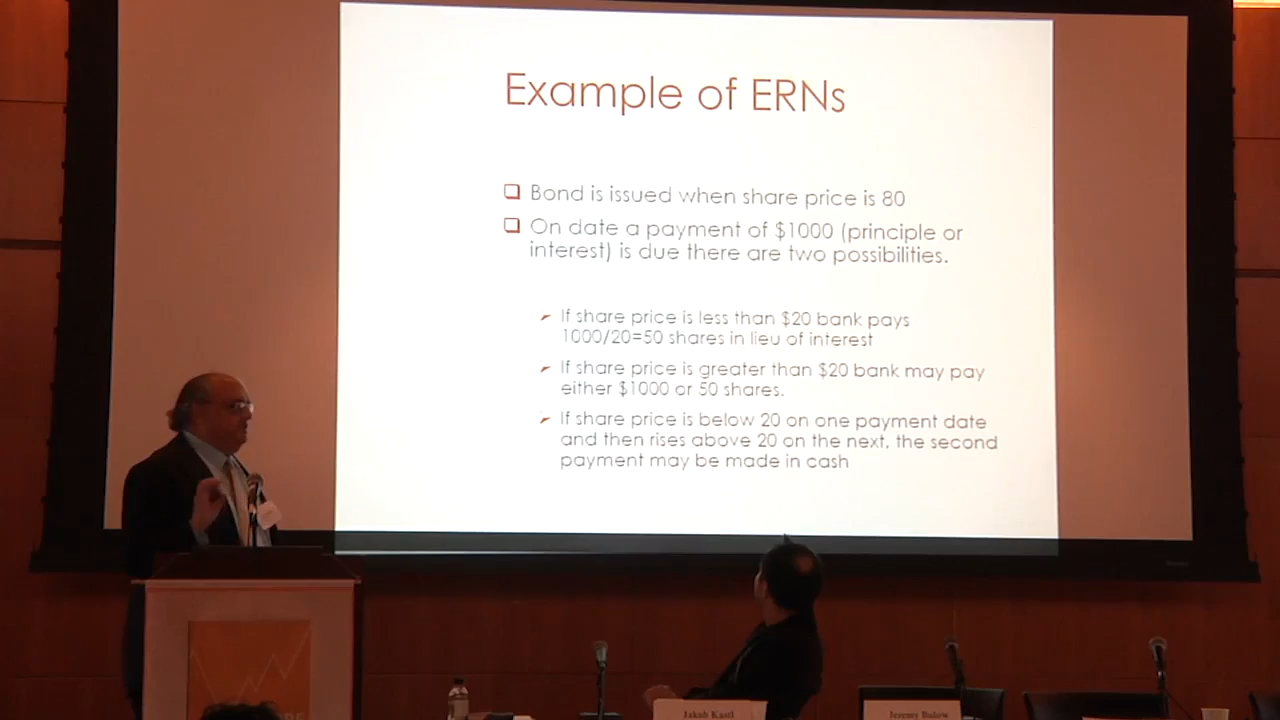 Example of ERNs
Bond is issued when share price is 80
On date a payment of $1000 (principle or
interest) is due there are two possibilities.
If share price is less than $20 bank pays
1000/20=50 shares in lieu of interest
If share price is greater than $20 bank may pay
either $1000 or 50 shares.
If share price is below 20 on one payment date
and then rises above 20 on the next, the second
payment may be made in cash
Jakub Kastl
Jeremy Bulow